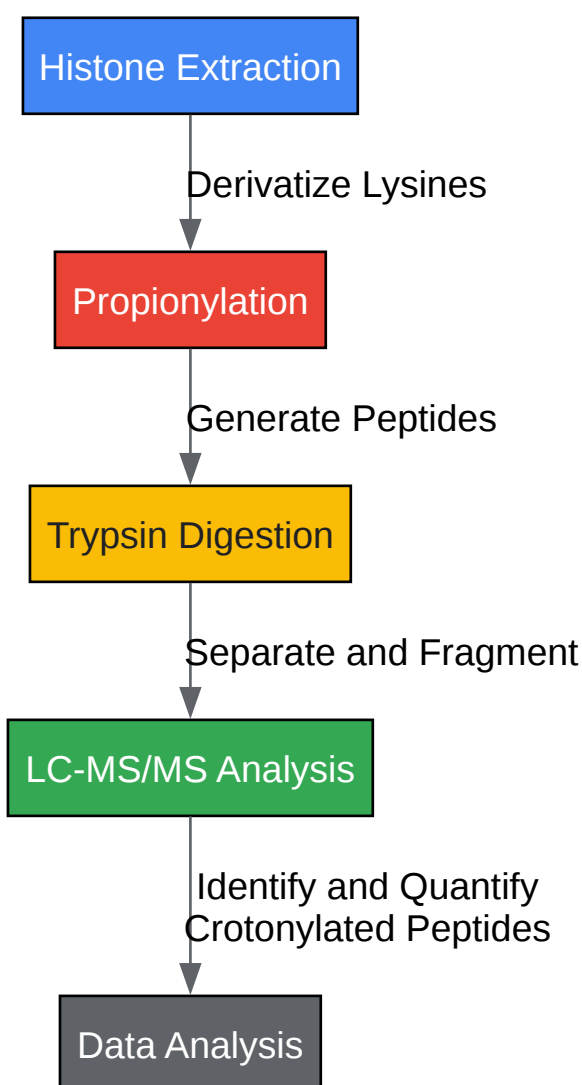 Histone Extraction
Derivatize Lysines
Propionylation
Generate Peptides
Trypsin Digestion
Separate and Fragment
LC-MS/MS Analysis
Identify and Quantify
Crotonylated Peptides
Data Analysis